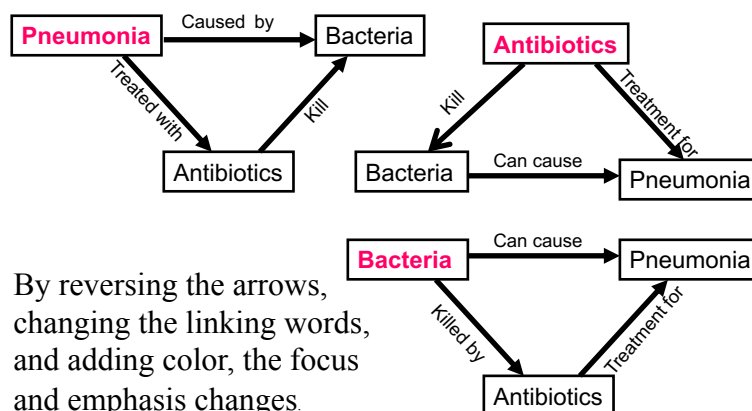 Pneumonia
Caused by
Bacteria
Treated with
Kill
Antibiotics
Antibiotics
Kill
Treatment for
Bacteria
Can cause
Pneumonia
Bacteria
Can cause
Pneumonia
Killed by
Treatment for
Antibiotics
By reversing the arrows,
changing the linking words,
and adding color, the focus
and emphasis changes.